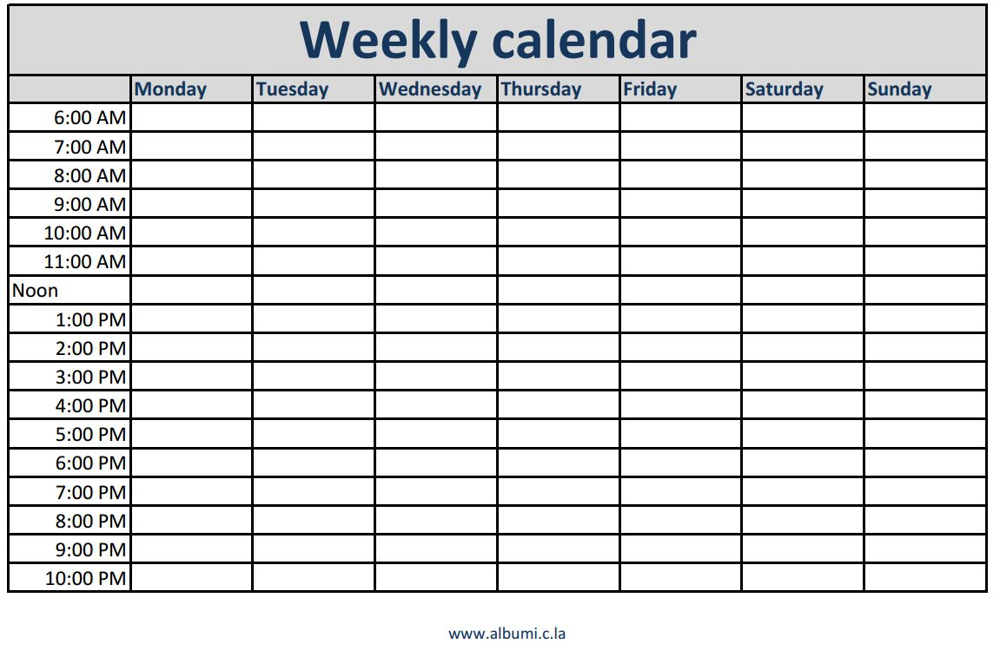 Weekly calendar
Monday Tuesday Wednesday Thursday Friday Saturday Sunday
6:00 AM
7:00 AM
8:00 AM
9:00 AM
10:00 AM
11:00 AM
Noon
1:00 PM
2:00 PM
3:00 PM
4:00 PM
5:00 PM
6:00 PM
7:00 PM
8:00 PM
9:00 PM
10:00 PM
www.albumi.c.la